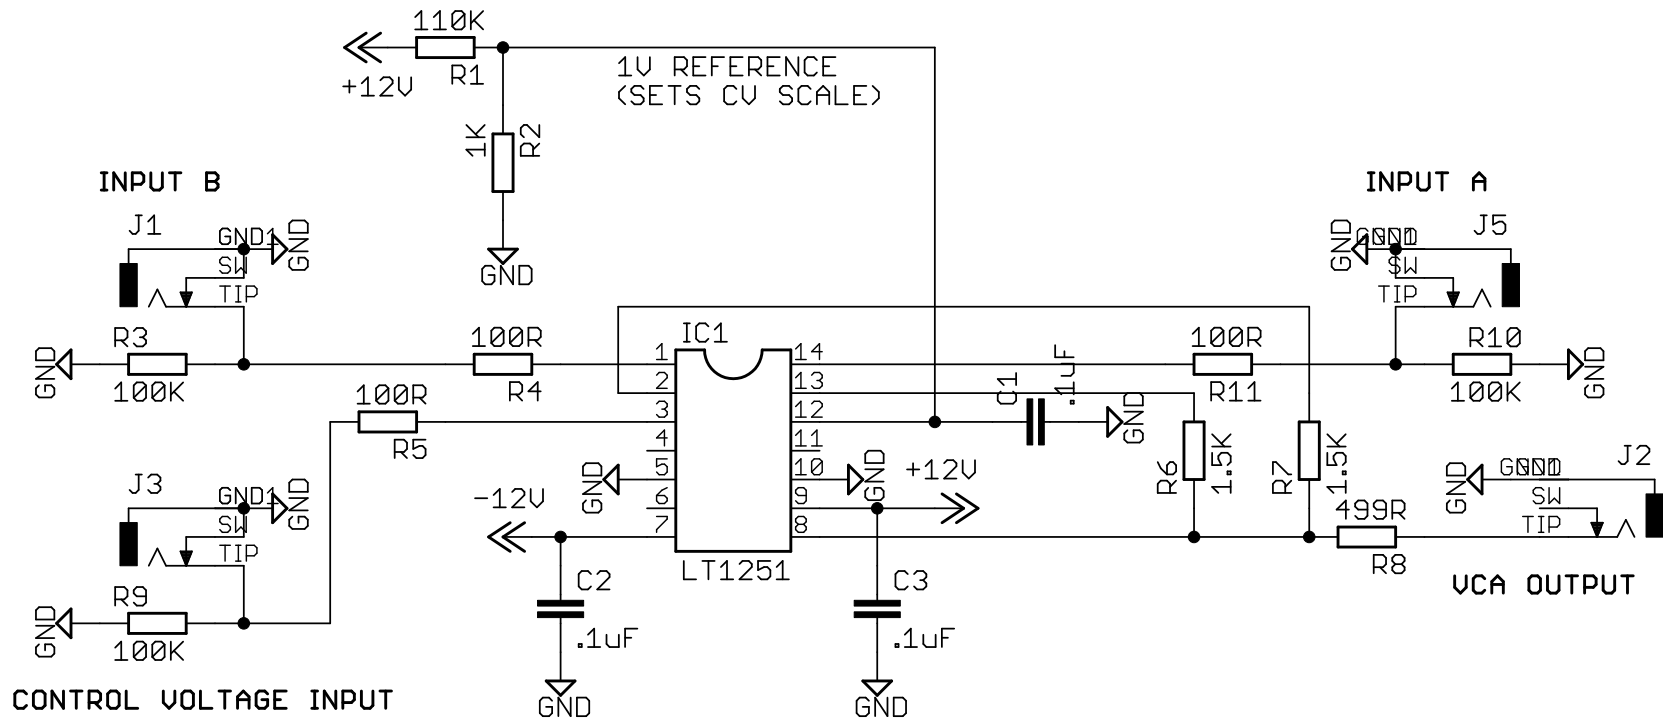 110K
R1
+12V
1V REFERENCE
(SETS CV SCALE)
1K
R2
GND
INPUT B
J1
GND1
GND
SW
TIP
INPUT A
J5
GND
SW
TIP
R3
GND
100K
100R
R4
IC1
1
2
3
4
5
6
7
14
13
12
11
10
9
8
LT1251
100R
R11
R10
100K
GND
100R
R5
C1
.1uF
GND
R6
1.5K
R7
1.5K
J3
GND1
GND
SW
TIP
R9
GND
100K
CONTROL VOLTAGE INPUT
GND
-12V
GND
+12V
C2
.1uF
GND
C3
.1uF
GND
499R
R8
J2
GND
SW
TIP
VCA OUTPUT